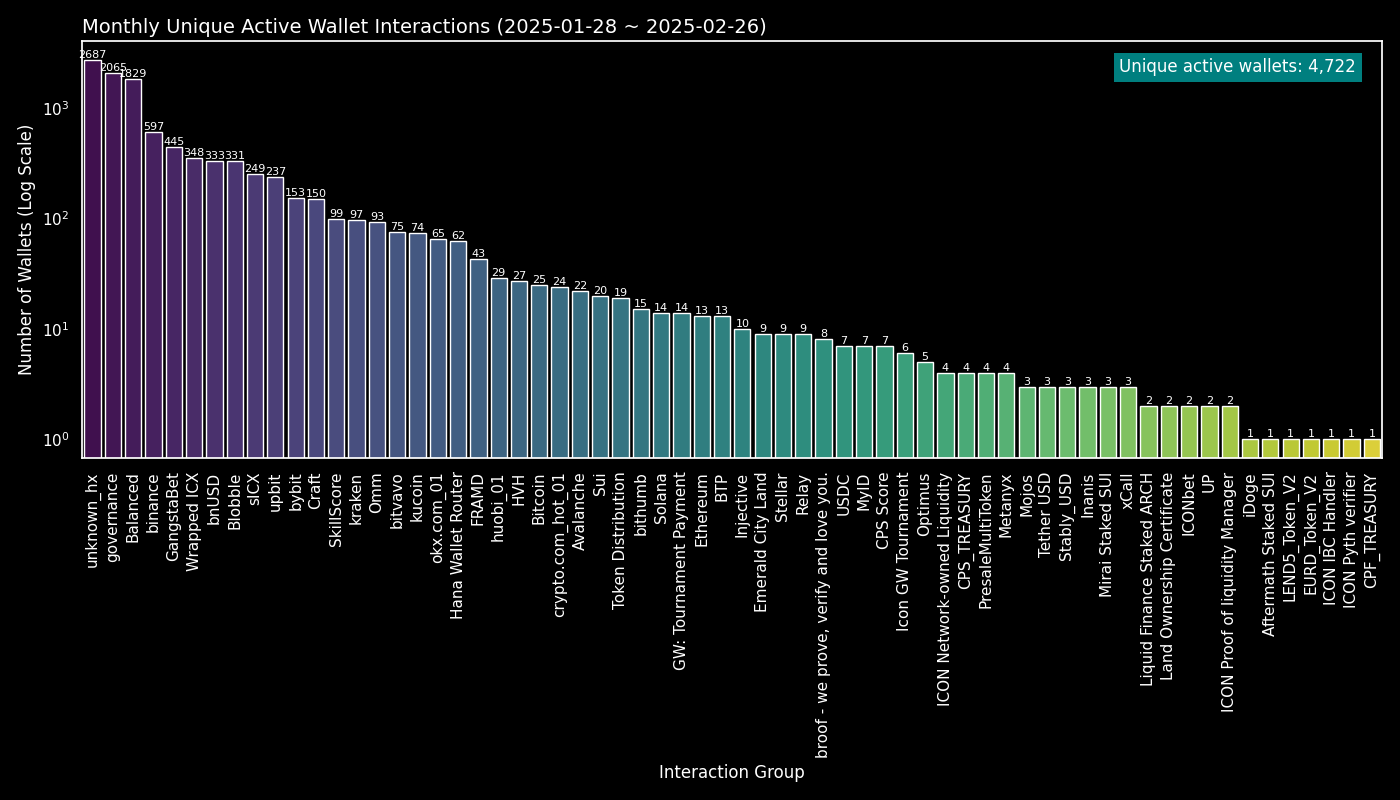 Monthly Unique Active Wallet Interactions (2025-01-28 ~ 2025-02-26)
Unique active wallets: 4,722
Number of Wallets (Log Scale)
10³
10²
10¹
10⁰
2687
2065
1829
597
445
348
333
331
249
237
153
150
99
97
93
75
74
65
62
43
29
27
25
24
22
20
19
15
14
14
13
13
10
9
9
9
8
7
7
7
6
5
4
4
4
4
3
3
3
3
3
3
2
2
2
2
2
1
1
1
1
1
1
1
unknown_hx
governance
Balanced
binance
GangstaBet
Wrapped ICX
bnUSD
Blobble
sICX
upbit
bybit
Craft
SkillScore
kraken
Omm
bitvavo
kucoin
okx.com_01
Hana Wallet Router
FRAMD
huobi_01
HVH
Bitcoin
crypto.com_hot_01
Avalanche
Sui
Token Distribution
bithumb
Solana
GW: Tournament Payment
Ethereum
BTP
Injective
Emerald City Land
Stellar
Relay
broof - we prove, verify and love you.
USDC
MyID
CPS Score
Icon GW Tournament
Optimus
ICON Network-owned Liquidity
CPS_TREASURY
PresaleMultiToken
Metanyx
Mojos
Tether USD
Stably_USD
Inanis
Mirai Staked SUI
xCall
Liquid Finance Staked ARCH
Land Ownership Certificate
ICONbet
UP
ICON Proof of liquidity Manager
iDoge
Aftermath Staked SUI
LEND5_Token_V2
EURD_Token_V2
ICON IBC Handler
ICON Pyth verifier
CPF_TREASURY
Interaction Group